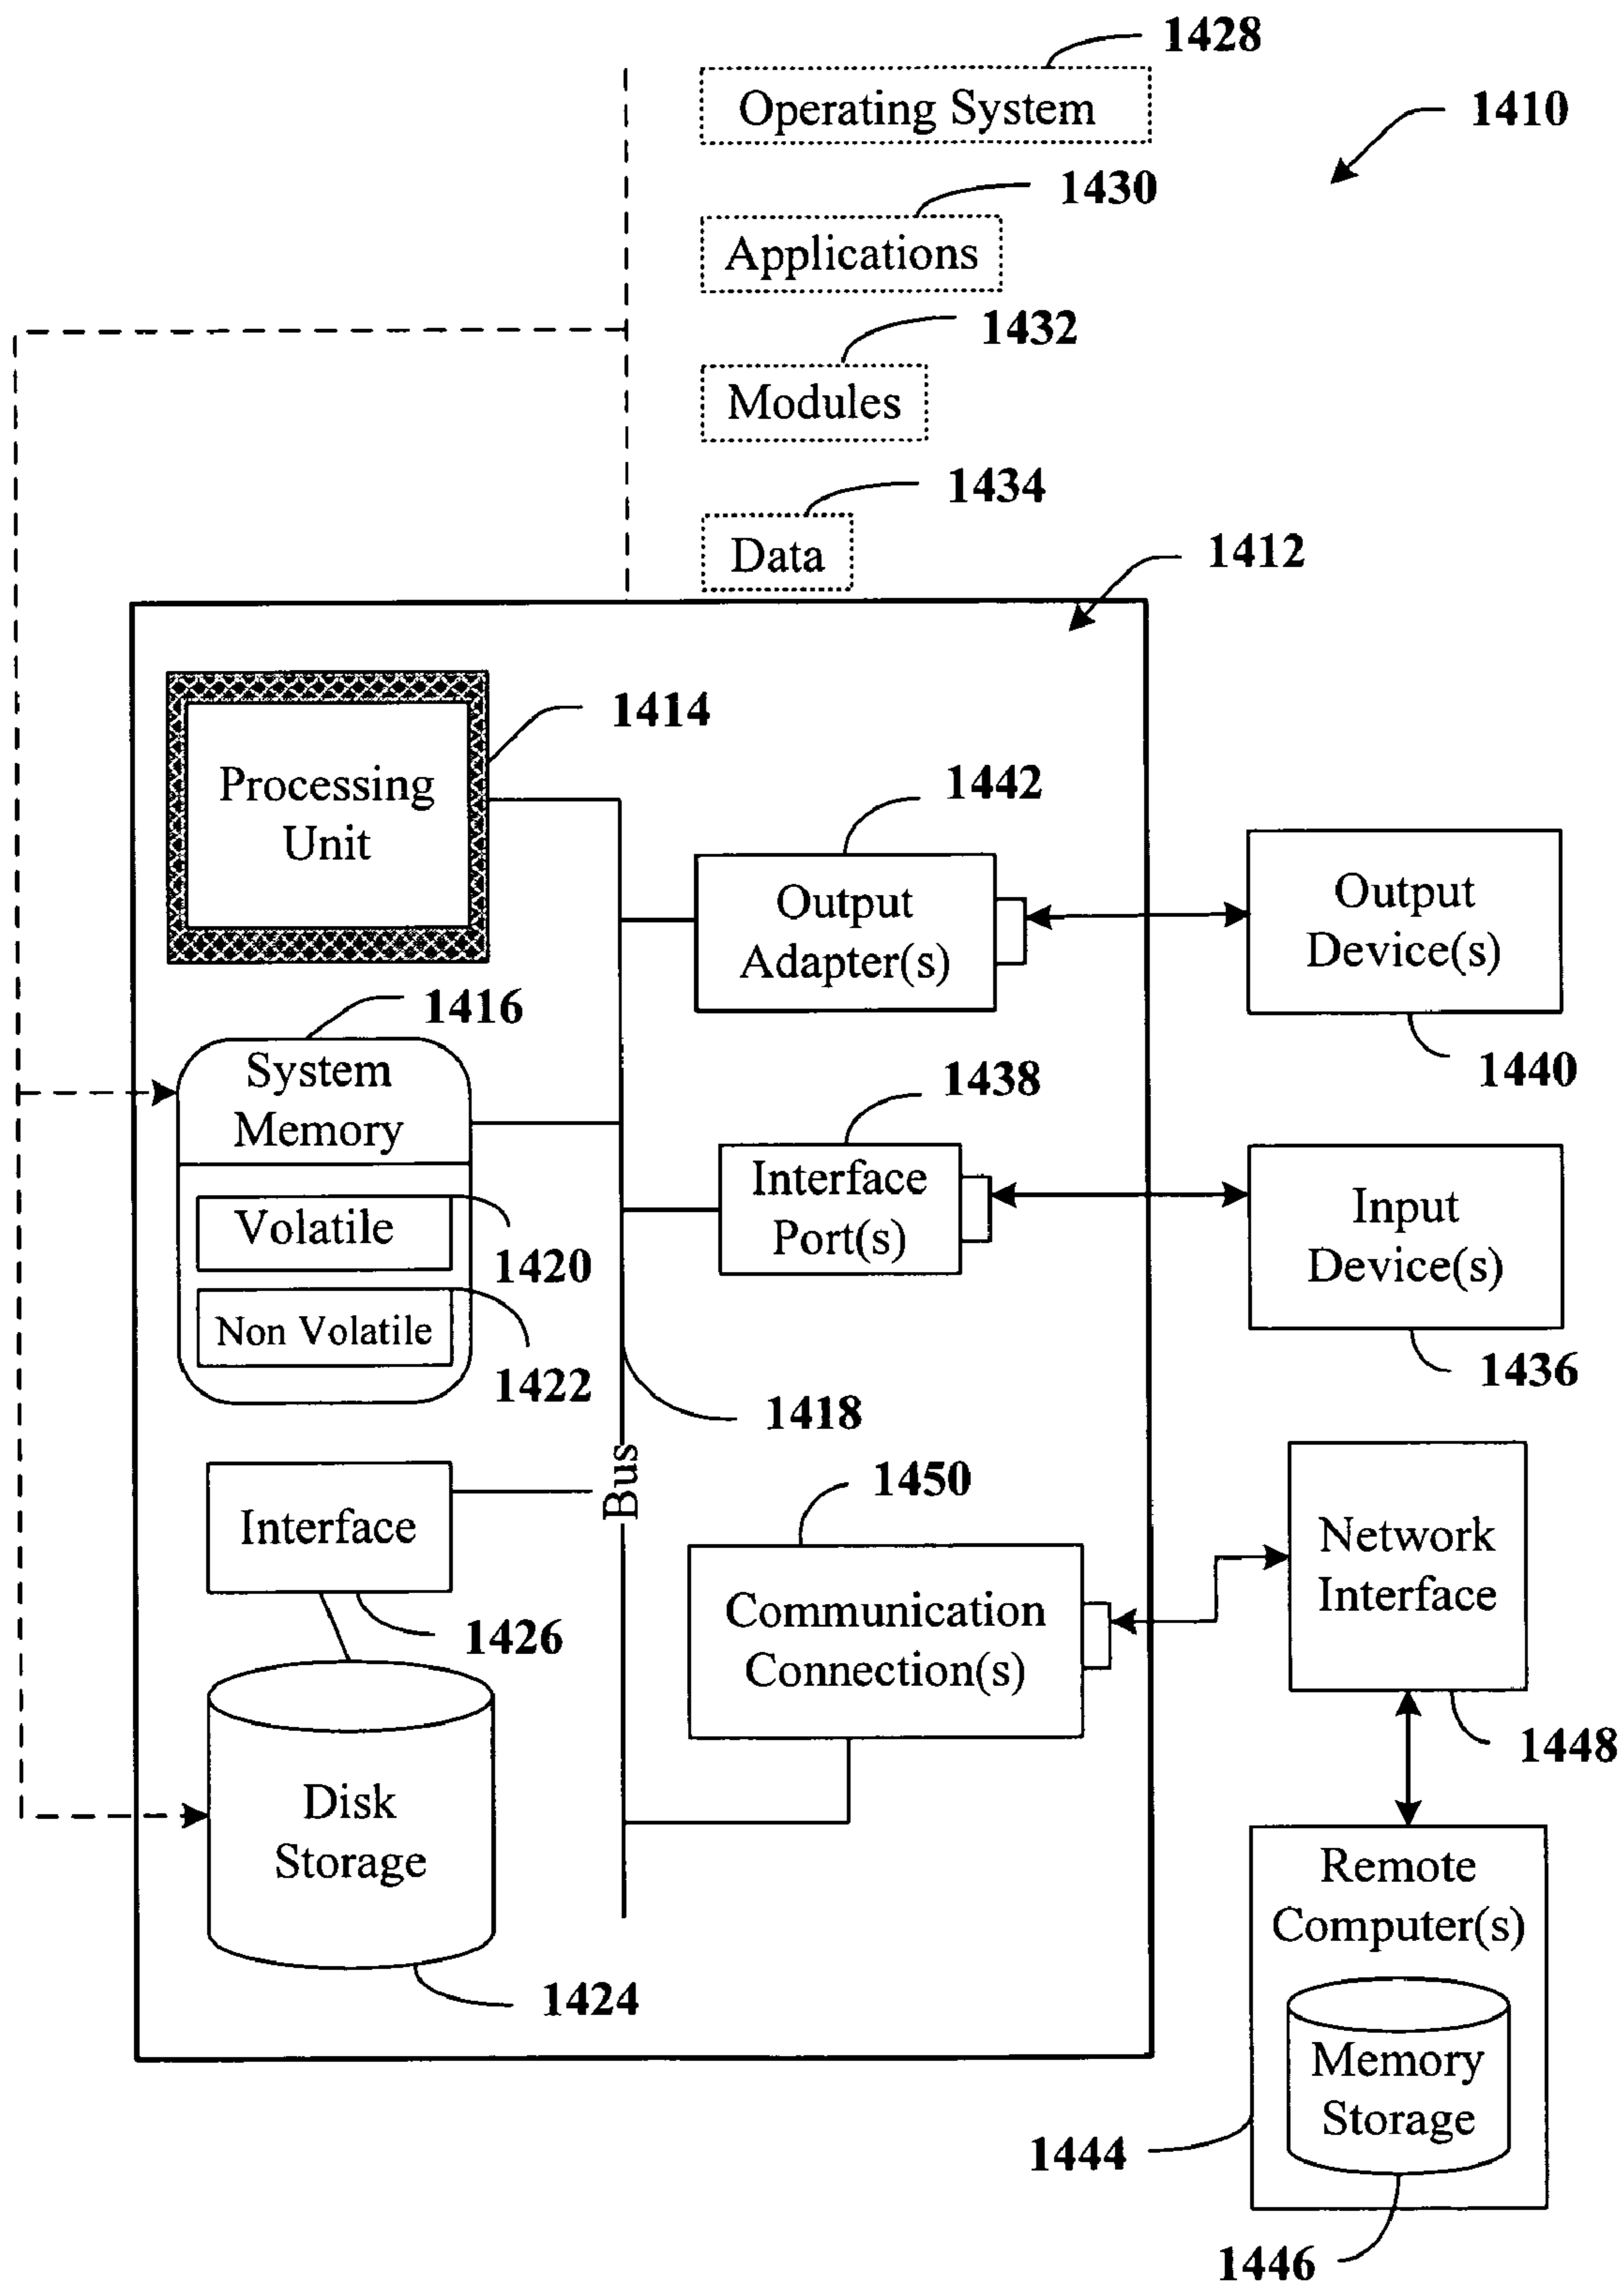 1428
Operating System
1410
1430
Applications
1432
Modules
1434
Data
1412
1414
Processing
Unit
1442
Output
Adapter(s)
Output
Device(s)
1440
1416
System
Memory
1438
Interface
Port(s)
Input
Device(s)
1436
Volatile
1420
Non Volatile
1422
1418
Bus
Interface
1426
1450
Communication
Connection(s)
Network
Interface
1448
Disk
Storage
1424
Remote
Computer(s)
Memory
Storage
1444
1446